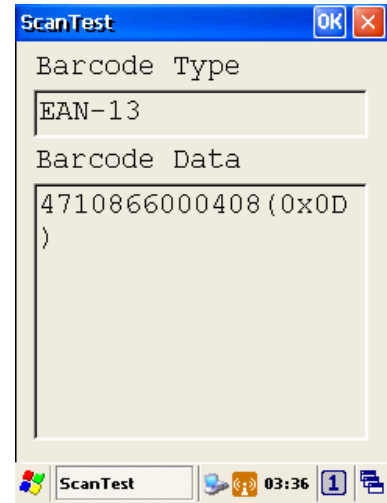 ScanTest OK
Barcode Type
EAN-13
Barcode Data
4710866000408(0x0D
)
ScanTest 03:36 1